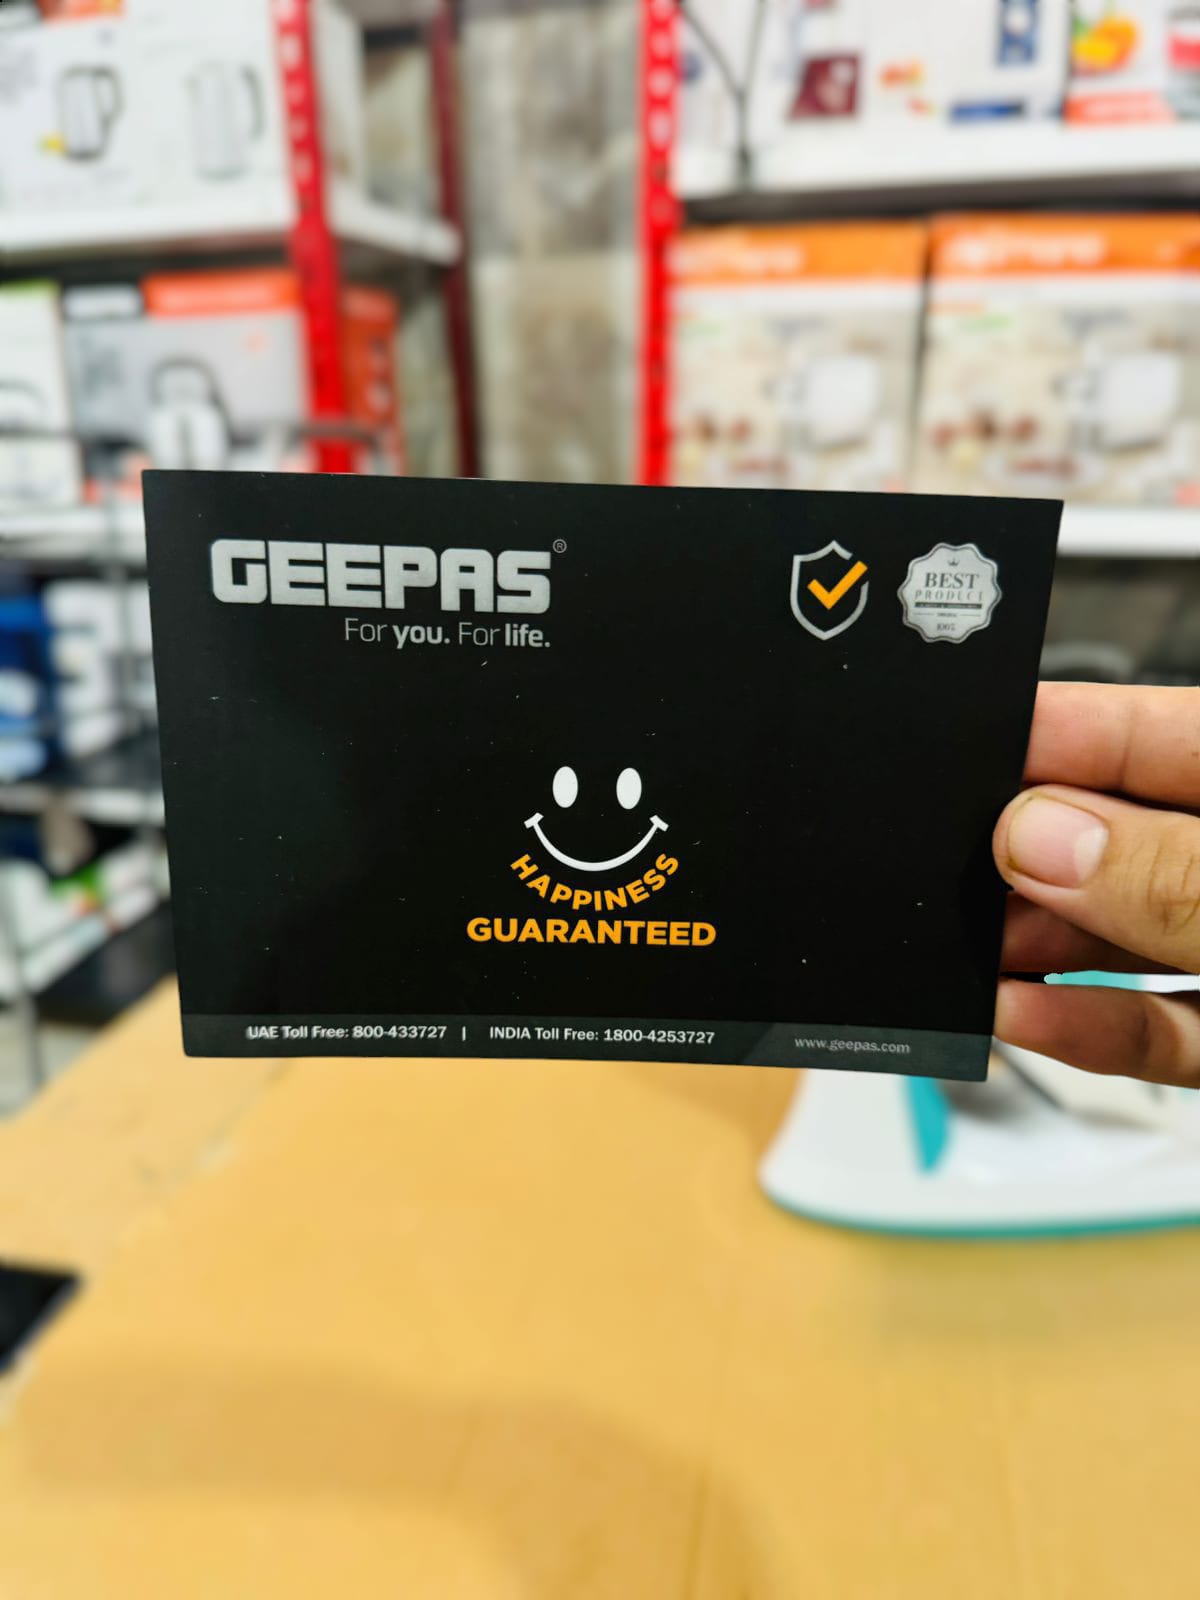 GEEPAS®
For you. For life.
BEST
PRODUCT
100%
HAPPINESS
GUARANTEED
UAE Toll Free: 800-433727 | INDIA Toll Free: 1800-4253727
www.geepas.com